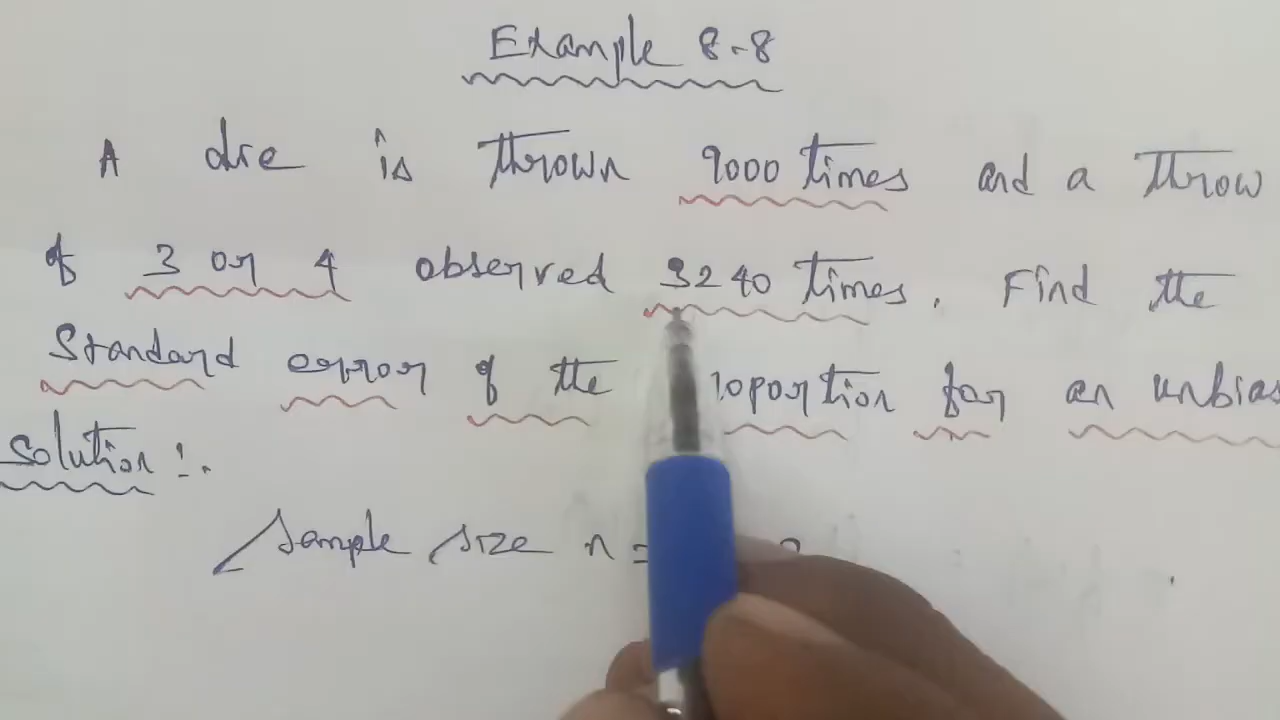 Example 8.8
A die is thrown 9000 times and a throw
of 3 or 4 observed 3240 times. Find the
Standard error of the for an unbias
Solution :.
Sample size n =